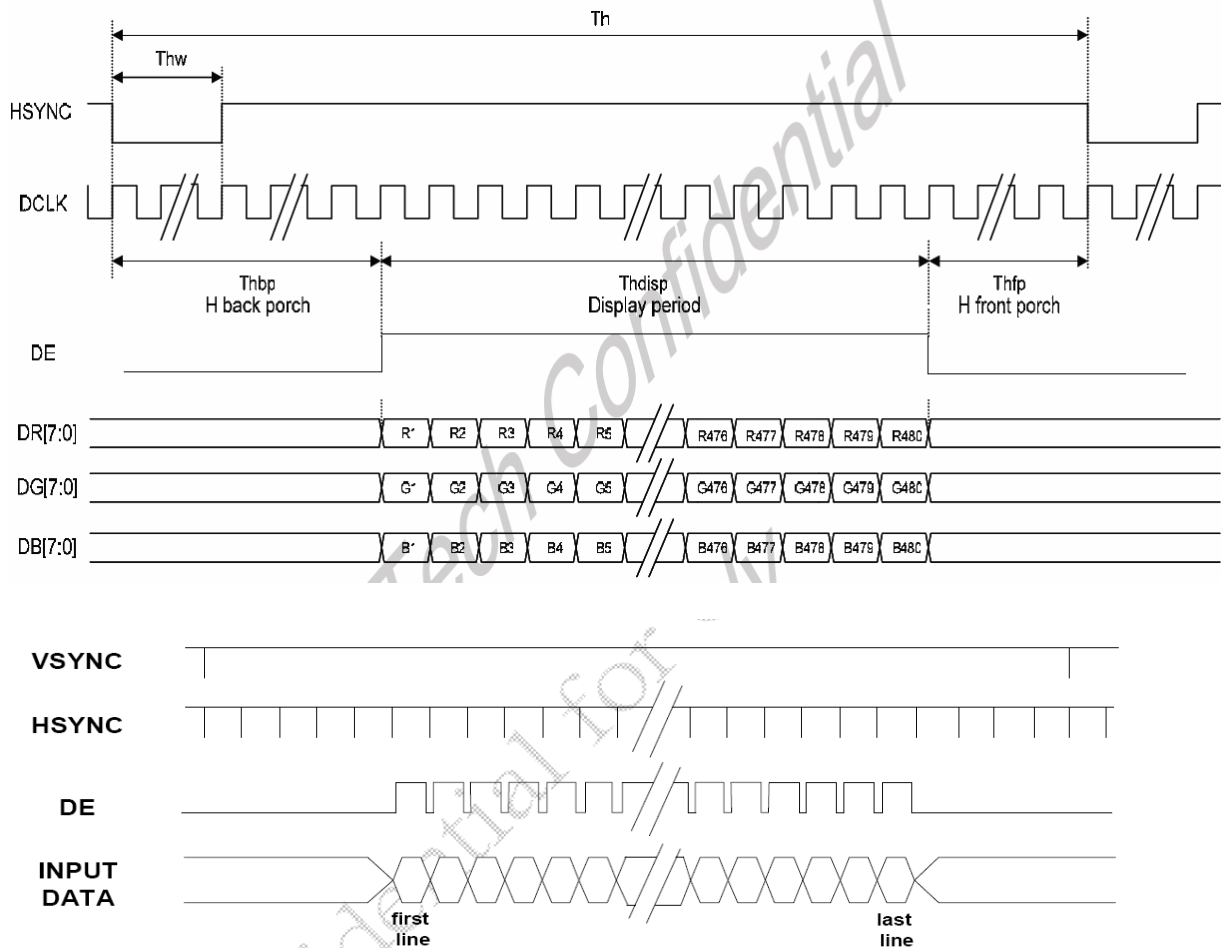 Th
Thw
HSYNC
DCLK
Thbp Thdisp Thfp
H back porch Display period H front porch
DE
DR[7:0] R1 R2 R3 R4 R5 R476 R477 R478 R479 R480
DG[7:0] G1 G2 G3 G4 G5 G476 G477 G478 G479 G480
DB[7:0] B1 B2 B3 B4 B5 B476 B477 B478 B479 B480
Tech Confidential
VSYNC
HSYNC
DE
INPUT
DATA
first last
line line